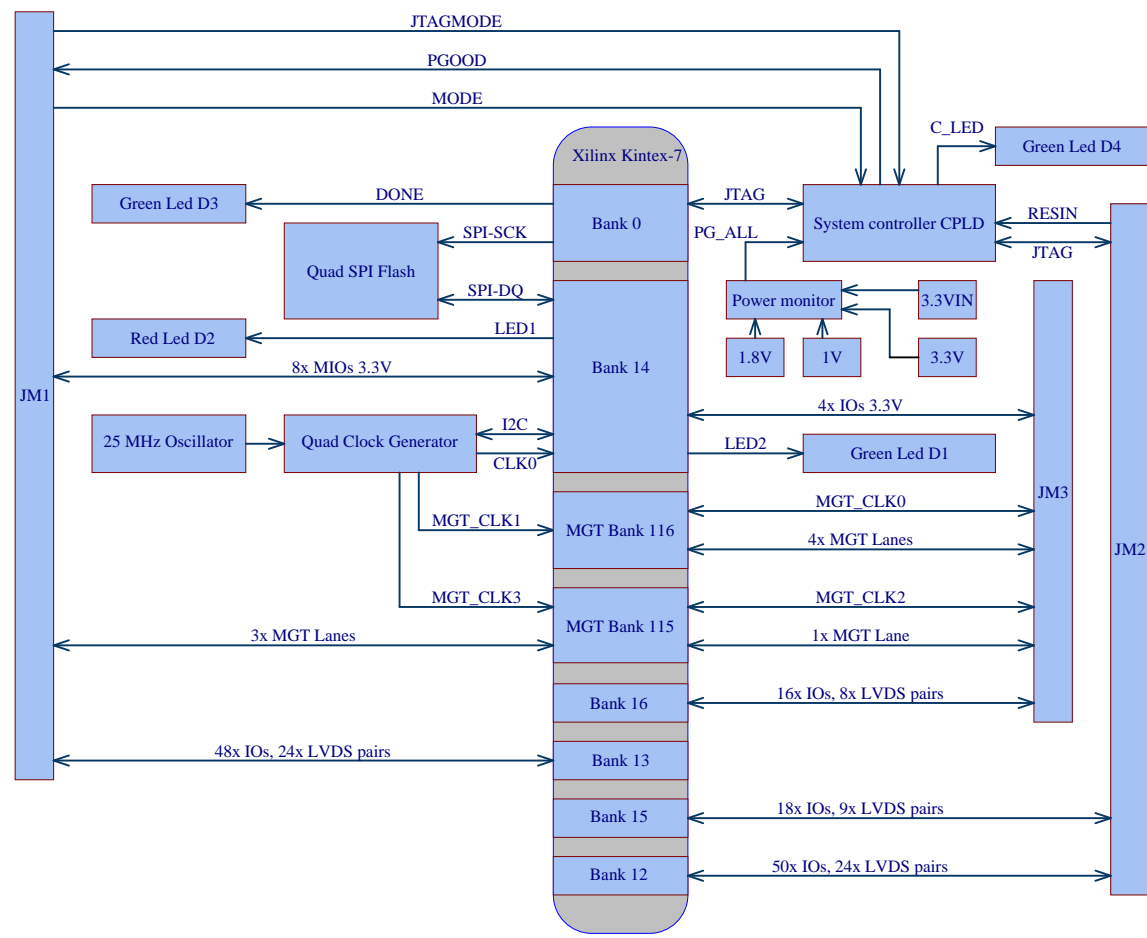 JTAGMODE
PGOOD
MODE
C_LED
Green Led D4
Xilinx Kintex-7
DONE
JTAG
Green Led D3
Bank 0
System controller CPLD
RESIN
SPI-SCK
PG_ALL
JTAG
Quad SPI Flash
SPI-DQ
Power monitor
3.3VIN
LED1
Red Led D2
1.8V
1V
3.3V
8x MIOs 3.3V
Bank 14
JM1
4x IOs 3.3V
I2C
25 MHz Oscillator
Quad Clock Generator
LED2
Green Led D1
CLK0
JM3
MGT_CLK0
MGT_CLK1
MGT Bank 116
4x MGT Lanes
JM2
MGT_CLK3
MGT_CLK2
MGT Bank 115
3x MGT Lanes
1x MGT Lane
Bank 16
16x IOs, 8x LVDS pairs
48x IOs, 24x LVDS pairs
Bank 13
Bank 15
18x IOs, 9x LVDS pairs
Bank 12
50x IOs, 24x LVDS pairs